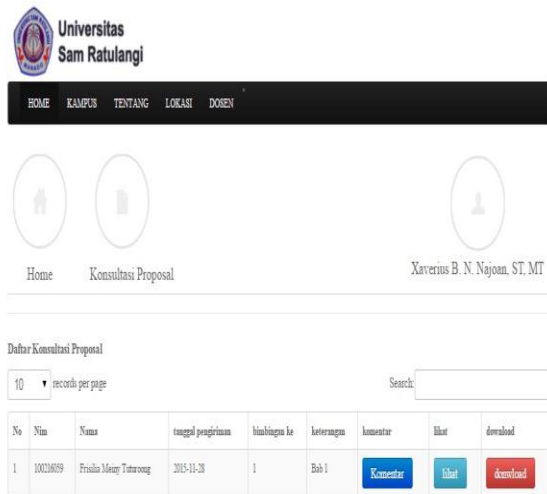 Universitas
Sam Ratulangi
HOME KAMPUS TENTANG LOKASI DOSEN
Home Konsultasi Proposal Xaverius B. N. Najoan, ST, MT
Daftar Konsultasi Proposal
10 records per page Search:
No Nim Nama tanggal pengiriman bimbingan ke keterangan komentar lihat download
1 100216059 Frisilia Meiny Tuturoong 2015-11-28 1 Bab 1 Komentar lihat donwload